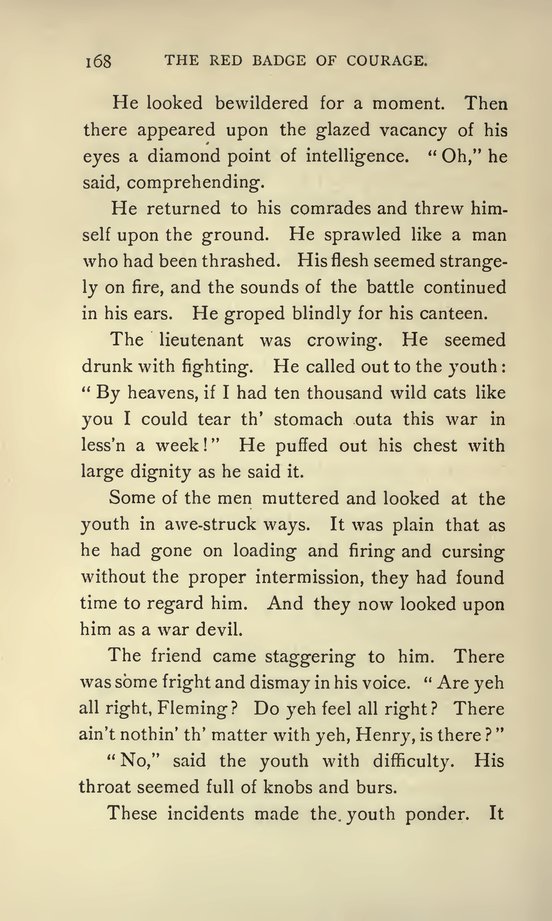 168 THE RED BADGE OF COURAGE.
He looked bewildered for a moment. Then
there appeared upon the glazed vacancy of his
eyes a diamond point of intelligence. "Oh," he
said, comprehending.
He returned to his comrades and threw him-
self upon the ground. He sprawled like a man
who had been thrashed. His flesh seemed strange-
ly on fire, and the sounds of the battle continued
in his ears. He groped blindly for his canteen.
The lieutenant was crowing. He seemed
drunk with fighting. He called out to the youth:
"By heavens, if I had ten thousand wild cats like
you I could tear th' stomach outa this war in
less'n a week!" He puffed out his chest with
large dignity as he said it.
Some of the men muttered and looked at the
youth in awe-struck ways. It was plain that as
he had gone on loading and firing and cursing
without the proper intermission, they had found
time to regard him. And they now looked upon
him as a war devil.
The friend came staggering to him. There
was some fright and dismay in his voice. "Are yeh
all right, Fleming? Do yeh feel all right? There
ain't nothin' th' matter with yeh, Henry, is there?"
"No," said the youth with difficulty. His
throat seemed full of knobs and burs.
These incidents made the youth ponder. It